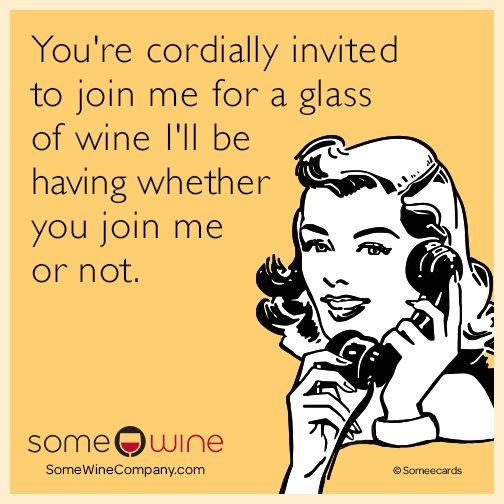 You're cordially invited
to join me for a glass
of wine I'll be
having whether
you join me
or not.
some wine
SomeWineCompany.com
© Someecards